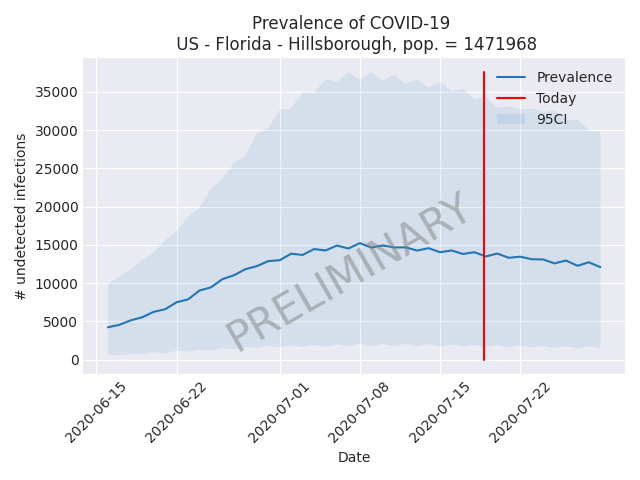 Prevalence of COVID-19
US - Florida - Hillsborough, pop. = 1471968
Prevalence
Today
95CI
35000
30000
25000
20000
15000
10000
5000
0
# undetected infections
PRELIMINARY
2020-06-15
2020-06-22
2020-07-01
2020-07-08
2020-07-15
2020-07-22
Date